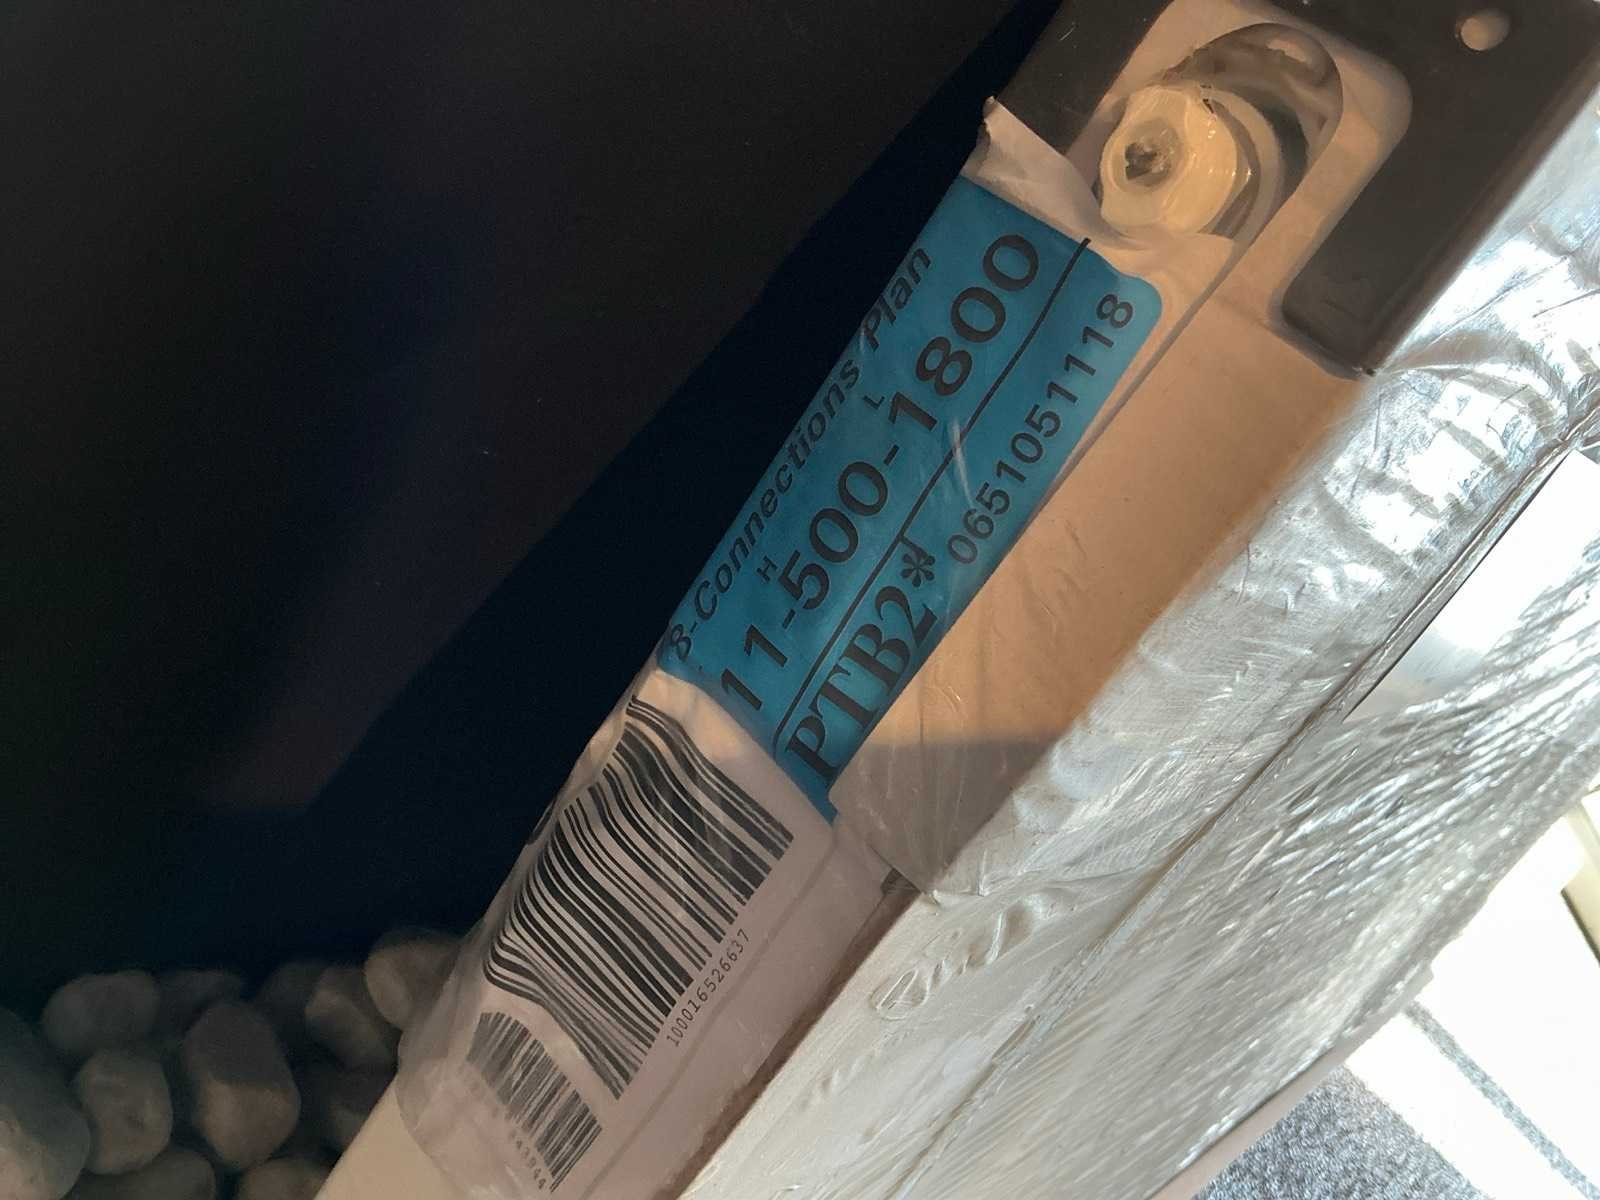 8-Connections Plan
H L
11-500-1800
PTB2* 0651051118
100016526637